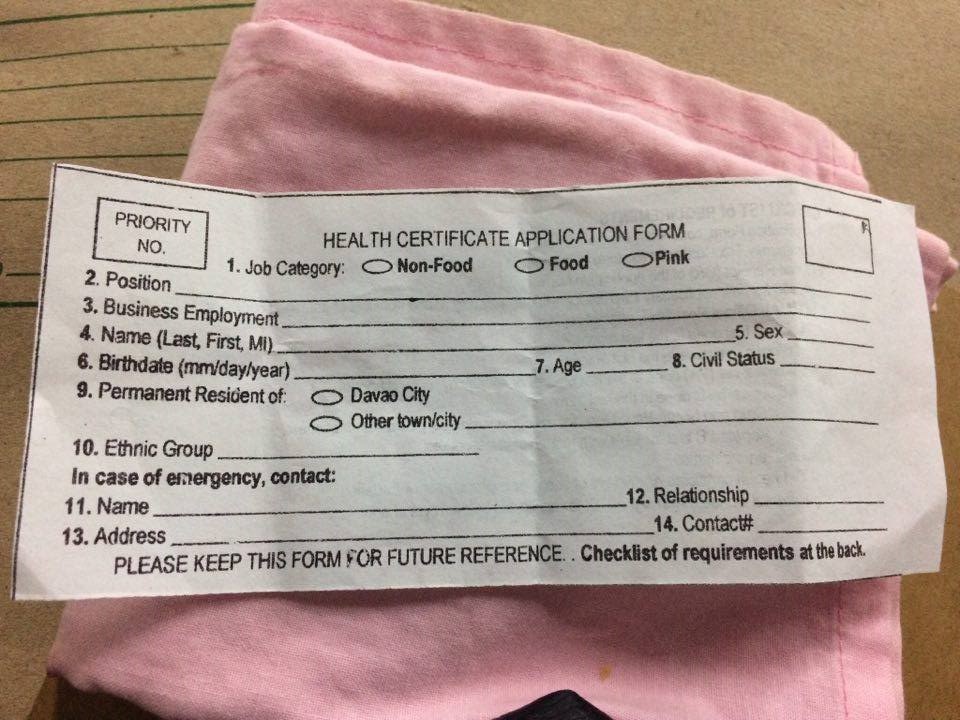 PRIORITY
NO.
HEALTH CERTIFICATE APPLICATION FORM
1. Job Category: Non-Food Food Pink
2. Position
3. Business Employment
4. Name (Last, First, MI) 5. Sex
6. Birthdate (mm/day/year) 7. Age 8. Civil Status
9. Permanent Resident of: Davao City
Other town/city
10. Ethnic Group
In case of emergency, contact:
11. Name 12. Relationship
13. Address 14. Contact#
PLEASE KEEP THIS FORM FOR FUTURE REFERENCE. . Checklist of requirements at the back.